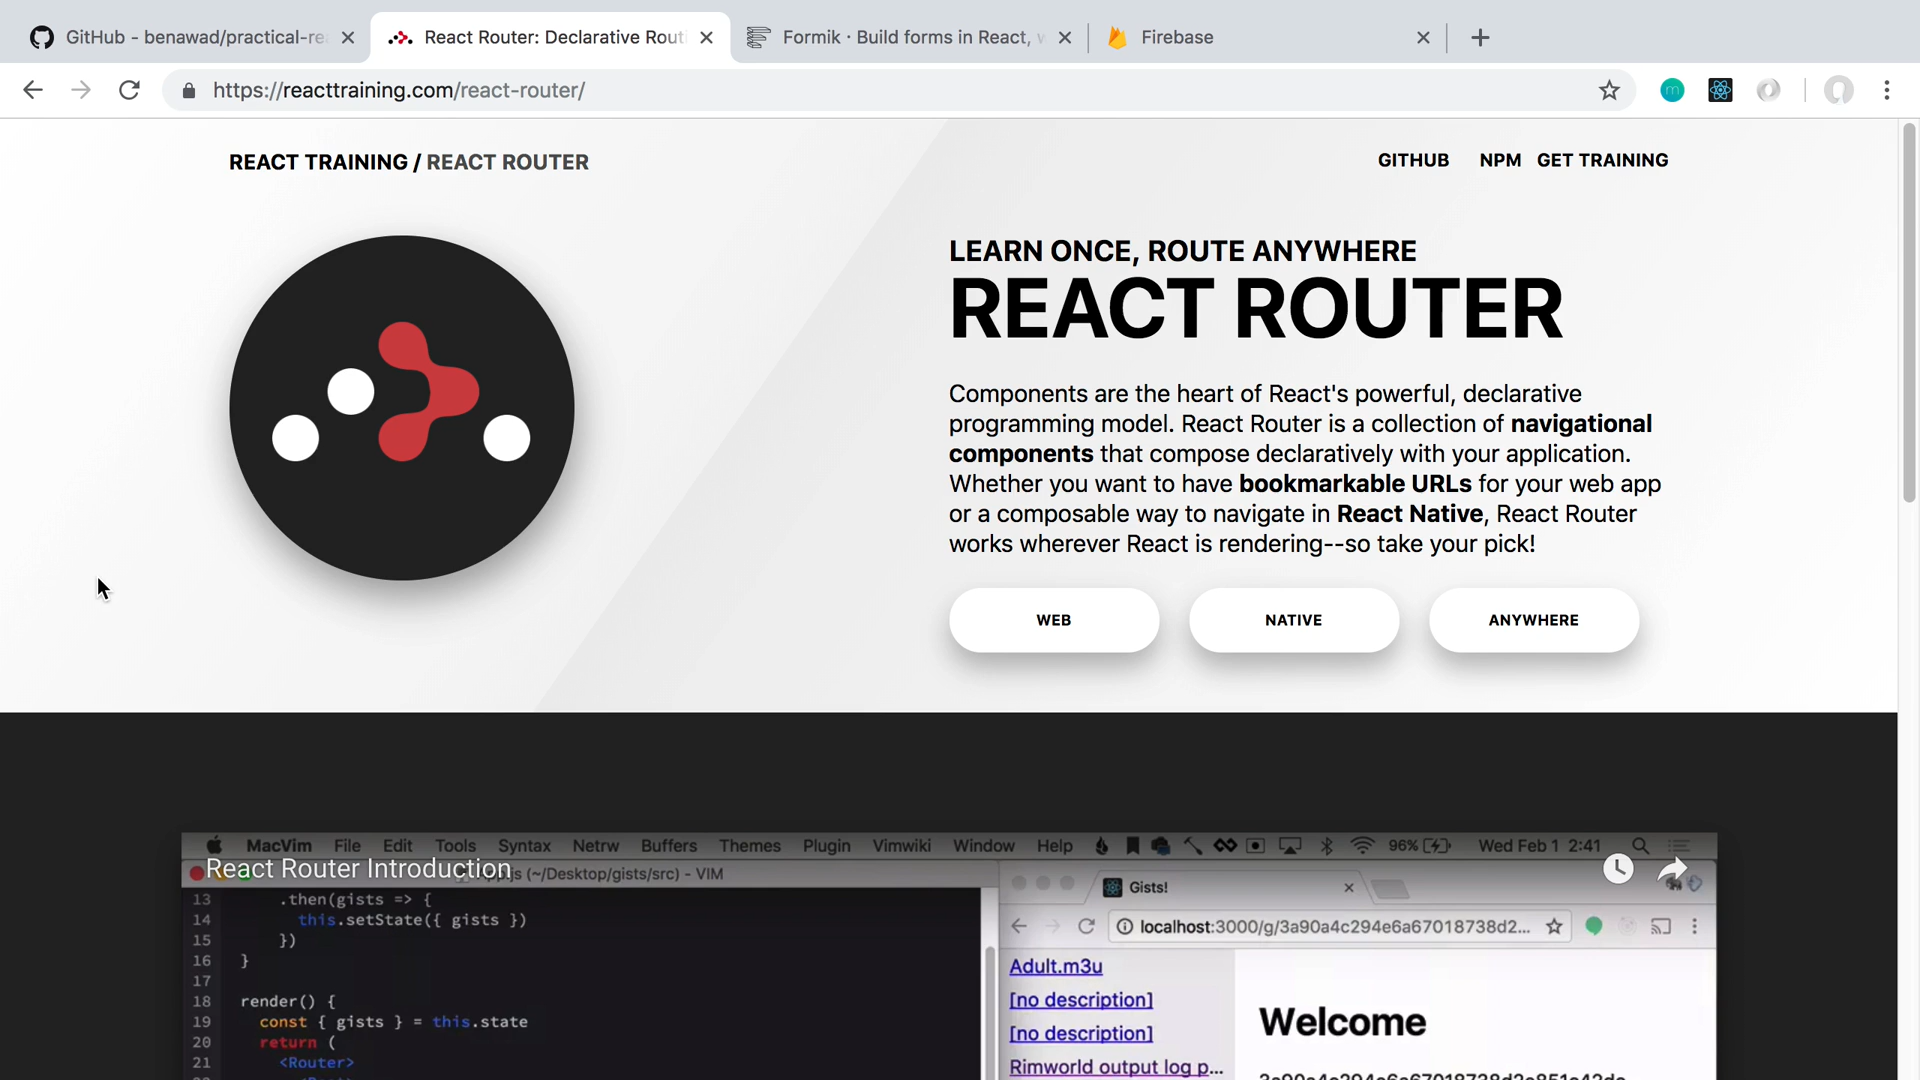 GitHub - benawad/practical-re
React Router: Declarative Routi
Formik · Build forms in React, w
Firebase
https://reacttraining.com/react-router/
REACT TRAINING / REACT ROUTER
GITHUB NPM GET TRAINING
LEARN ONCE, ROUTE ANYWHERE
REACT ROUTER
Components are the heart of React's powerful, declarative
programming model. React Router is a collection of navigational
components that compose declaratively with your application.
Whether you want to have bookmarkable URLs for your web app
or a composable way to navigate in React Native, React Router
works wherever React is rendering--so take your pick!
WEB
NATIVE
ANYWHERE
MacVim File Edit Tools Syntax Netrw Buffers Themes Plugin Vimwiki Window Help 96% Wed Feb 1 2:41
React Router Introduction
(~/Desktop/gists/src) - VIM
Gists!
localhost:3000/g/3a90a4c294e6a67018738d2...
13 .then(gists => {
14 this.setState({ gists })
15 })
16 }
17
18 render() {
19 const { gists } = this.state
20 return (
21 <Router>
Adult.m3u
[no description]
[no description]
Rimworld output log p...
Welcome